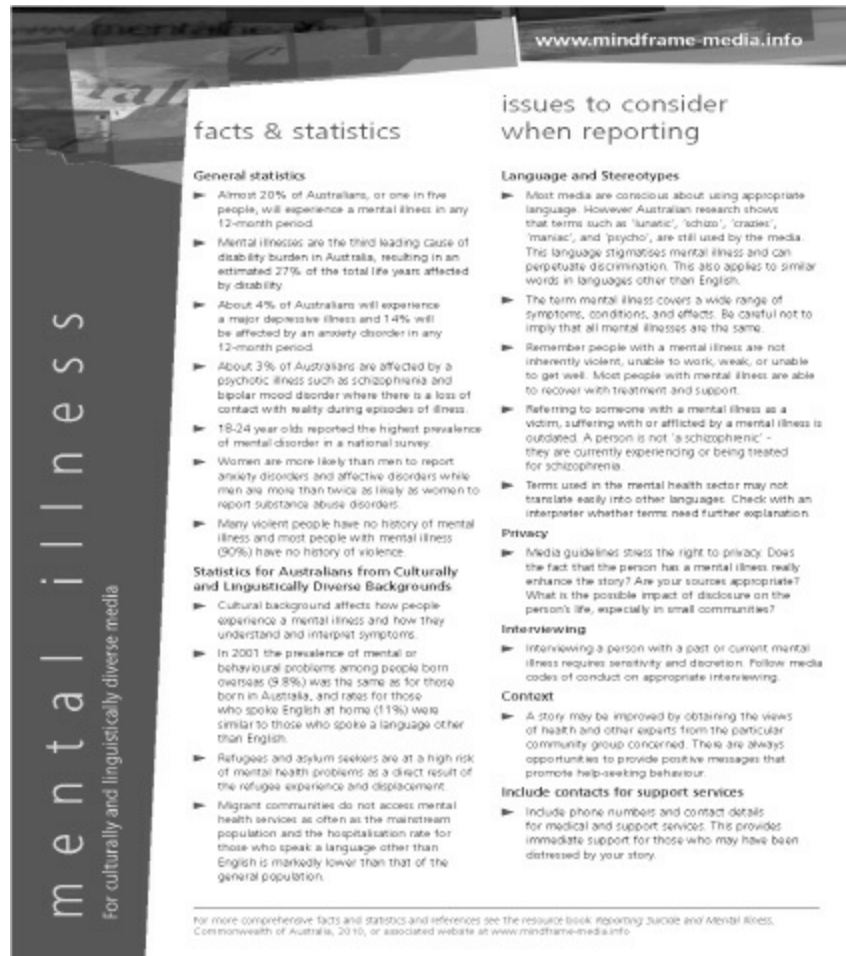 www.mindframe-media.info
facts & statistics
General statistics
► Almost 20% of Australians, or one in five
people, will experience a mental illness in any
12-month period.
► Mental illnesses are the third leading cause of
disability burden in Australia, resulting in an
estimated 27% of the total life years affected
by disability.
► About 4% of Australians will experience
a major depressive illness and 14% will
be affected by an anxiety disorder in any
12-month period.
► About 3% of Australians are affected by a
psychotic illness such as schizophrenia and
bipolar mood disorder where there is a loss of
contact with reality during episodes of illness.
► 18-24 year olds reported the highest prevalence
of mental disorder in a national survey.
► Women are more likely than men to report
anxiety disorders and affective disorders while
men are more than twice as likely as women to
report substance abuse disorders.
► Many violent people have no history of mental
illness and most people with mental illness
(90%) have no history of violence.
Statistics for Australians from Culturally
and Linguistically Diverse Backgrounds
► Cultural background affects how people
experience a mental illness and how they
understand and interpret symptoms.
► In 2001 the prevalence of mental or
behavioural problems among people born
overseas (9.8%) was the same as for those
born in Australia, and rates for those
who spoke English at home (11%) were
similar to those who spoke a language other
than English.
► Refugees and asylum seekers are at a high risk
of mental health problems as a direct result of
the refugee experience and displacement.
► Migrant communities do not access mental
health services as often as the mainstream
population and the hospitalisation rate for
those who speak a language other than
English is markedly lower than that of the
general population.
issues to consider
when reporting
Language and Stereotypes
► Most media are conscious about using appropriate
language. However Australian research shows
that terms such as 'lunatic', 'schizo', 'crazies',
'maniac', and 'psycho', are still used by the media.
This language stigmatises mental illness and can
perpetuate discrimination. This also applies to similar
words in languages other than English.
► The term mental illness covers a wide range of
symptoms, conditions, and effects. Be careful not to
imply that all mental illnesses are the same.
► Remember people with a mental illness are not
inherently violent, unable to work, weak, or unable
to get well. Most people with mental illness are able
to recover with treatment and support.
► Referring to someone with a mental illness as a
victim, suffering with or afflicted by a mental illness is
outdated. A person is not 'a schizophrenic' –
they are currently experiencing or being treated
for schizophrenia.
► Terms used in the mental health sector may not
translate easily into other languages. Check with an
interpreter whether terms need further explanation.
Privacy
► Media guidelines stress the right to privacy. Does
the fact that the person has a mental illness really
enhance the story? Are your sources appropriate?
What is the possible impact of disclosure on the
person's life, especially in small communities?
Interviewing
► Interviewing a person with a past or current mental
illness requires sensitivity and discretion. Follow media
codes of conduct on appropriate interviewing.
Context
► A story may be improved by obtaining the views
of health and other experts from the particular
community group concerned. There are always
opportunities to provide positive messages that
promote help-seeking behaviour.
Include contacts for support services
► Include phone numbers and contact details
for medical and support services. This provides
immediate support for those who may have been
distressed by your story.
For more comprehensive facts and statistics and references see the resource book Reporting Suicide and Mental Illness,
Commonwealth of Australia, 2010, or associated website at www.mindframe-media.info
mental illness
For culturally and linguistically diverse media